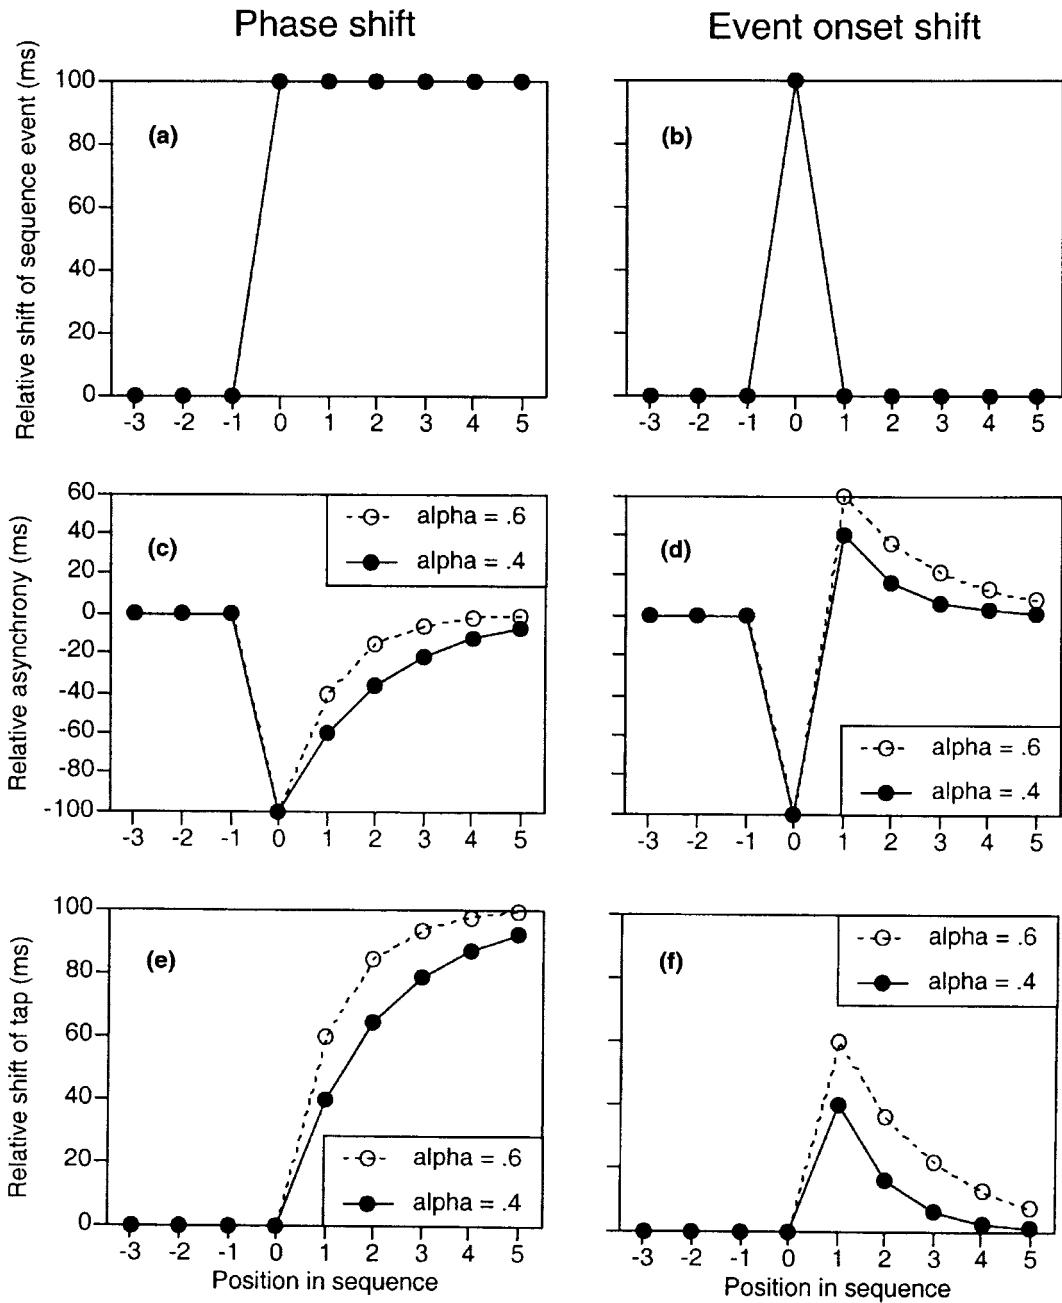 Phase shift
Event onset shift
Relative shift of sequence event (ms)
100
80
60
40
20
0
(a)
-3 -2 -1 0 1 2 3 4 5
(b)
-3 -2 -1 0 1 2 3 4 5
Relative asynchrony (ms)
60
40
20
0
-20
-40
-60
-80
-100
(c)
alpha = .6
alpha = .4
-3 -2 -1 0 1 2 3 4 5
(d)
alpha = .6
alpha = .4
-3 -2 -1 0 1 2 3 4 5
Relative shift of tap (ms)
100
80
60
40
20
0
(e)
alpha = .6
alpha = .4
-3 -2 -1 0 1 2 3 4 5
Position in sequence
(f)
alpha = .6
alpha = .4
-3 -2 -1 0 1 2 3 4 5
Position in sequence